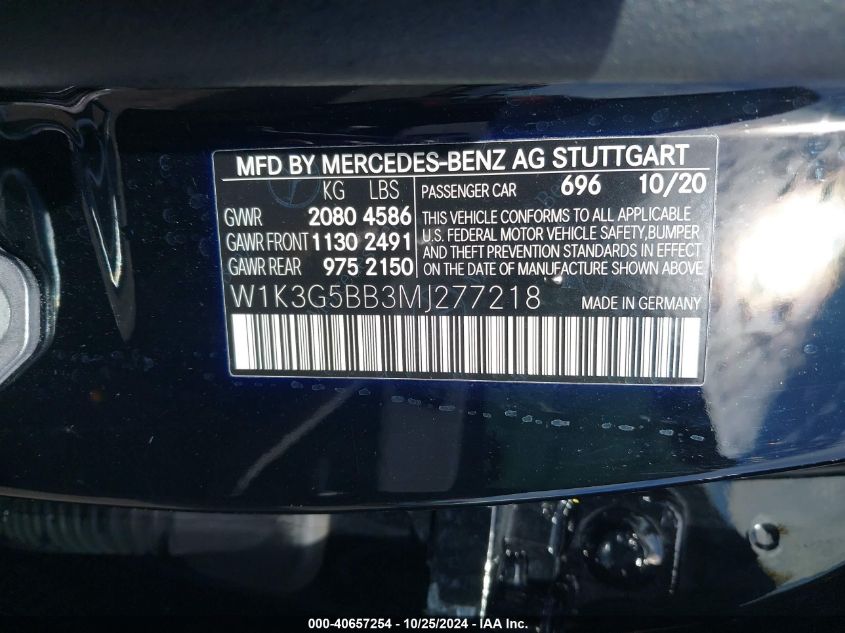 MFD BY MERCEDES-BENZ AG STUTTGART
KG LBS
GWR 2080 4586
GAWR FRONT 1130 2491
GAWR REAR 975 2150
PASSENGER CAR 696 10/20
THIS VEHICLE CONFORMS TO ALL APPLICABLE
U.S. FEDERAL MOTOR VEHICLE SAFETY,BUMPER
AND THEFT PREVENTION STANDARDS IN EFFECT
ON THE DATE OF MANUFACTURE SHOWN ABOVE
W1K3G5BB3MJ277218 MADE IN GERMANY
000-40657254 - 10/25/2024 - IAA Inc.